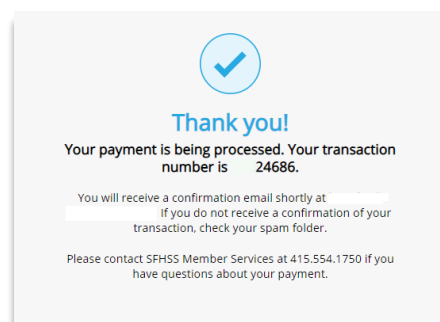 Thank you!
Your payment is being processed. Your transaction
number is 24686.
You will receive a confirmation email shortly at
If you do not receive a confirmation of your
transaction, check your spam folder.
Please contact SFHSS Member Services at 415.554.1750 if you
have questions about your payment.